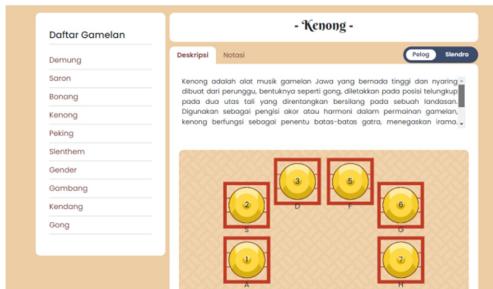 - Kenong -
Daftar Gamelan
Demung
Saron
Bonang
Kenong
Peking
Slenthem
Gender
Gambang
Kendang
Gong
Deskripsi Notasi
Pelog Slendro
Kenong adalah alat musik gamelan Jawa yang bernada tinggi dan nyaring
dibuat dari perunggu, bentuknya seperti gong, diletakkan pada posisi telungkup
pada dua utas tali yang direntangkan bersilang pada sebuah landasan.
Digunakan sebagai pengisi akor atau harmoni dalam permainan gamelan,
kenong berfungsi sebagai penentu batas-batas gatra, menegaskan irama.
3 5
D F
2 6
S G
1 7
A H